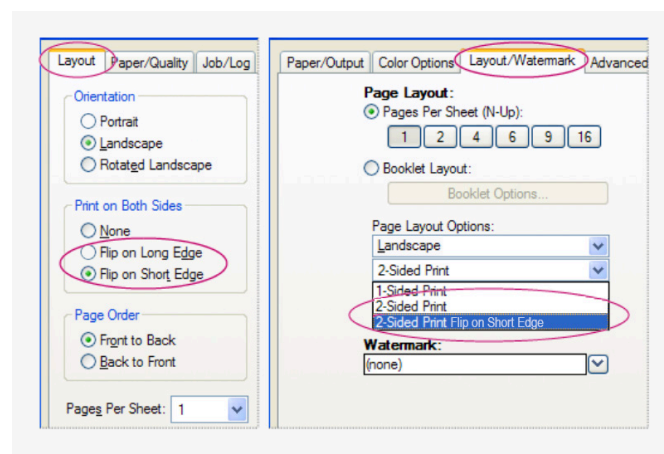 Layout
Paper/Quality
Job/Log
Orientation
Portrait
Landscape
Rotated Landscape
Print on Both Sides
None
Flip on Long Edge
Flip on Short Edge
Page Order
Front to Back
Back to Front
Pages Per Sheet: 1
Paper/Output
Color Options
Layout/Watermark
Advanced
Page Layout:
Pages Per Sheet (N-Up):
1 2 4 6 9 16
Booklet Layout:
Booklet Options...
Page Layout Options:
Landscape
2-Sided Print
1-Sided Print
2-Sided Print
2-Sided Print Flip on Short Edge
Watermark:
(none)